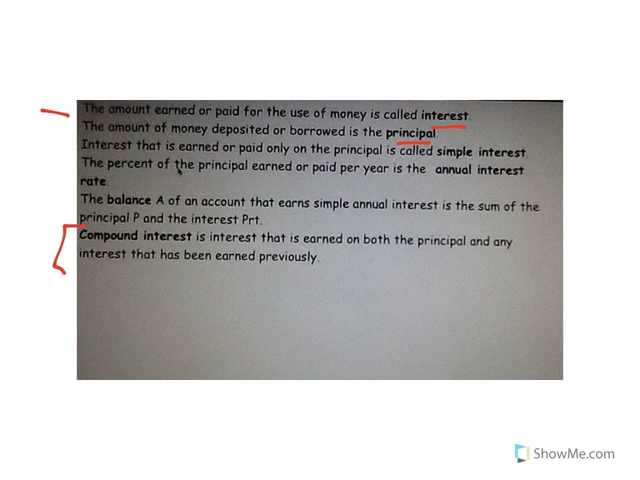 The amount earned or paid for the use of money is called interest.
The amount of money deposited or borrowed is the principal.
Interest that is earned or paid only on the principal is called simple interest.
The percent of the principal earned or paid per year is the annual interest
rate.
The balance A of an account that earns simple annual interest is the sum of the
principal P and the interest Prt.
Compound interest is interest that is earned on both the principal and any
interest that has been earned previously.
ShowMe.com